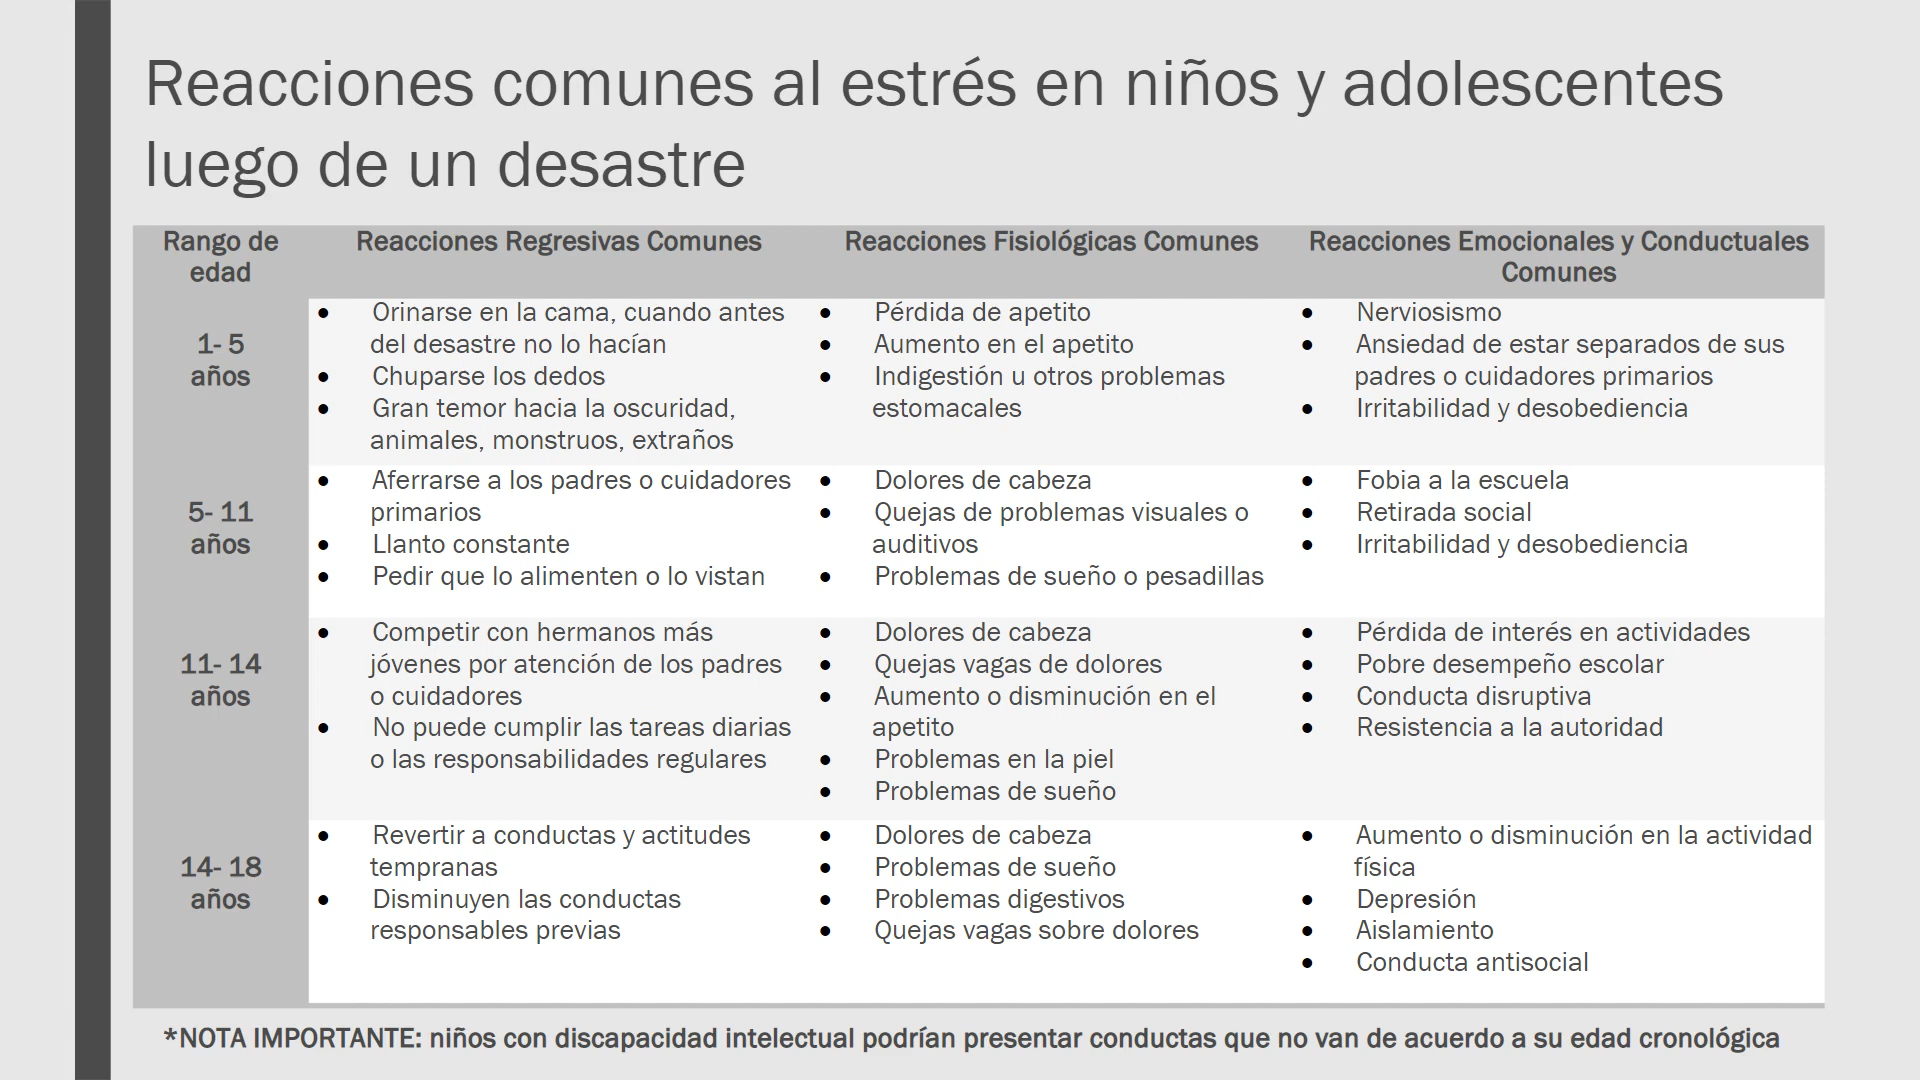 Reacciones comunes al estrés en niños y adolescentes
luego de un desastre
Rango de
edad
Reacciones Regresivas Comunes
Reacciones Fisiológicas Comunes
Reacciones Emocionales y Conductuales
Comunes
1- 5
años
• Orinarse en la cama, cuando antes
del desastre no lo hacían
• Chuparse los dedos
• Gran temor hacia la oscuridad,
animales, monstruos, extraños
• Pérdida de apetito
• Aumento en el apetito
• Indigestión u otros problemas
estomacales
• Nerviosismo
• Ansiedad de estar separados de sus
padres o cuidadores primarios
• Irritabilidad y desobediencia
5- 11
años
• Aferrarse a los padres o cuidadores
primarios
• Llanto constante
• Pedir que lo alimenten o lo vistan
• Dolores de cabeza
• Quejas de problemas visuales o
auditivos
• Problemas de sueño o pesadillas
• Fobia a la escuela
• Retirada social
• Irritabilidad y desobediencia
11- 14
años
• Competir con hermanos más
jóvenes por atención de los padres
o cuidadores
• No puede cumplir las tareas diarias
o las responsabilidades regulares
• Dolores de cabeza
• Quejas vagas de dolores
• Aumento o disminución en el
apetito
• Problemas en la piel
• Problemas de sueño
• Pérdida de interés en actividades
• Pobre desempeño escolar
• Conducta disruptiva
• Resistencia a la autoridad
14- 18
años
• Revertir a conductas y actitudes
tempranas
• Disminuyen las conductas
responsables previas
• Dolores de cabeza
• Problemas de sueño
• Problemas digestivos
• Quejas vagas sobre dolores
• Aumento o disminución en la actividad
física
• Depresión
• Aislamiento
• Conducta antisocial
*NOTA IMPORTANTE: niños con discapacidad intelectual podrían presentar conductas que no van de acuerdo a su edad cronológica